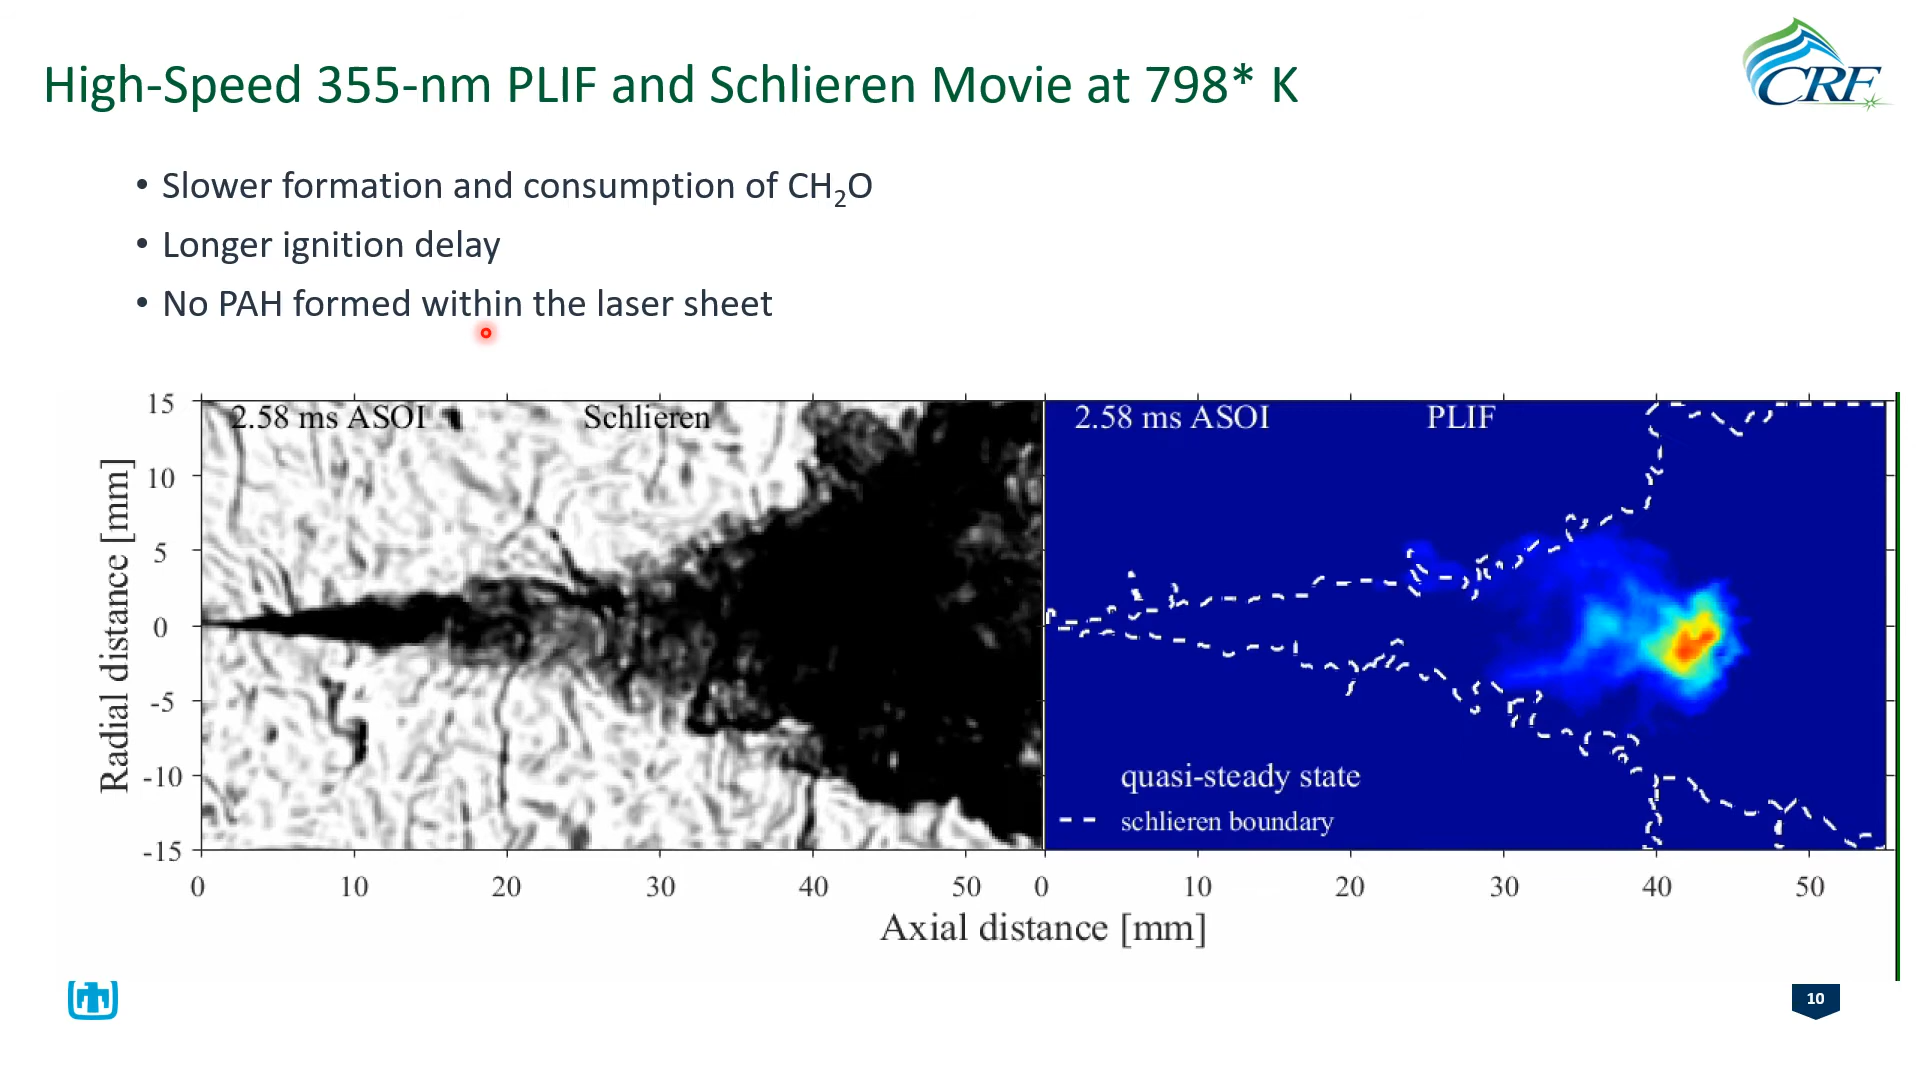 High-Speed 355-nm PLIF and Schlieren Movie at 798* K
CRF
• Slower formation and consumption of CH₂O
• Longer ignition delay
• No PAH formed within the laser sheet
2.58 ms ASOI
Schlieren
2.58 ms ASOI
PLIF
quasi-steady state
schlieren boundary
Radial distance [mm]
15
10
5
0
-5
-10
-15
0 10 20 30 40 50 0 10 20 30 40 50
Axial distance [mm]
10